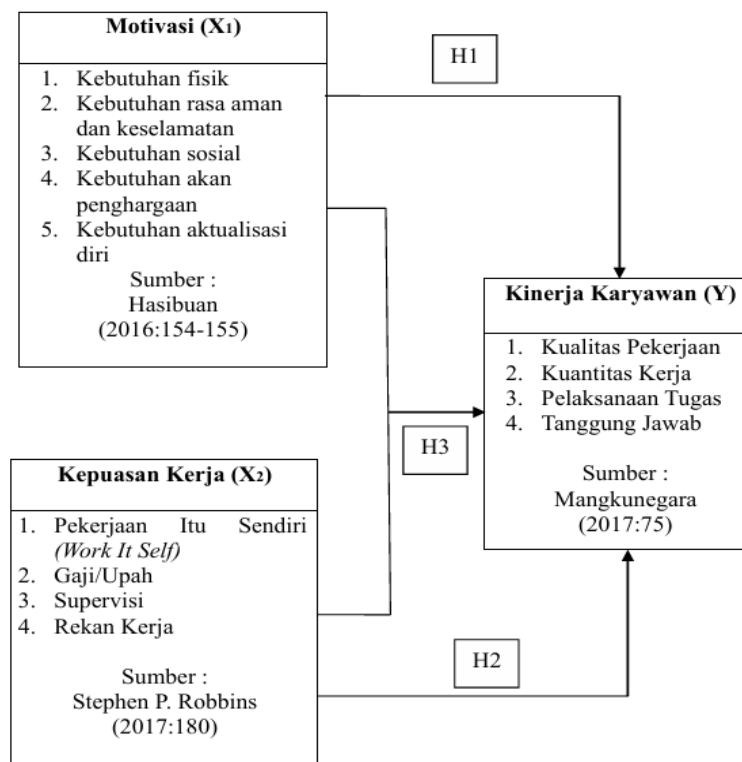 Motivasi (X1)
1. Kebutuhan fisik
2. Kebutuhan rasa aman
dan keselamatan
3. Kebutuhan sosial
4. Kebutuhan akan
penghargaan
5. Kebutuhan aktualisasi
diri
Sumber :
Hasibuan
(2016:154-155)
H1
Kinerja Karyawan (Y)
1. Kualitas Pekerjaan
2. Kuantitas Kerja
3. Pelaksanaan Tugas
4. Tanggung Jawab
Sumber :
Mangkunegara
(2017:75)
H3
Kepuasan Kerja (X2)
1. Pekerjaan Itu Sendiri
(Work It Self)
2. Gaji/Upah
3. Supervisi
4. Rekan Kerja
Sumber :
Stephen P. Robbins
(2017:180)
H2